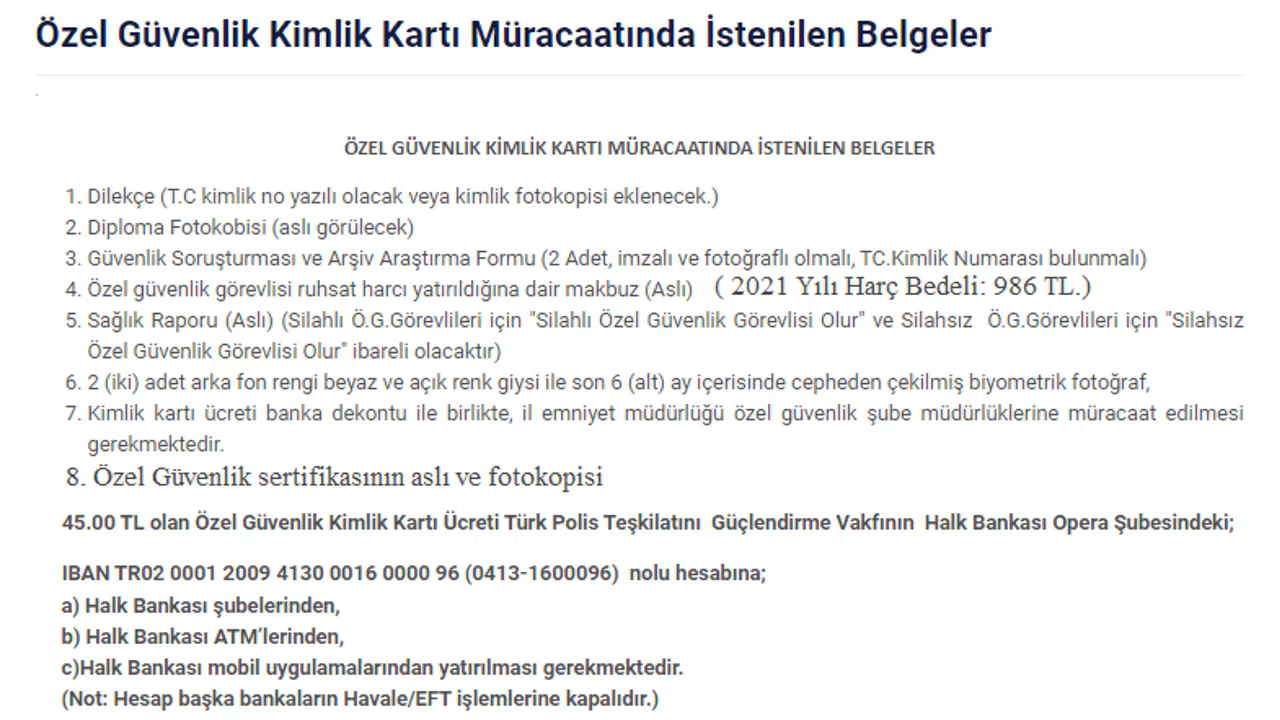 Özel Güvenlik Kimlik Kartı Müracaatında İstenilen Belgeler
ÖZEL GÜVENLİK KİMLİK KARTI MÜRACAATINDA İSTENİLEN BELGELER
1. Dilekçe (T.C kimlik no yazılı olacak veya kimlik fotokopisi eklenecek.)
2. Diploma Fotokobisi (aslı görülecek)
3. Güvenlik Soruşturması ve Arşiv Araştırma Formu (2 Adet, imzalı ve fotoğraflı olmalı, TC.Kimlik Numarası bulunmalı)
4. Özel güvenlik görevlisi ruhsat harcı yatırıldığına dair makbuz (Aslı) ( 2021 Yılı Harç Bedeli: 986 TL.)
5. Sağlık Raporu (Aslı) (Silahlı Ö.G.Görevlileri için "Silahlı Özel Güvenlik Görevlisi Olur" ve Silahsız Ö.G.Görevlileri için "Silahsız
Özel Güvenlik Görevlisi Olur" ibareli olacaktır)
6. 2 (iki) adet arka fon rengi beyaz ve açık renk giysi ile son 6 (alt) ay içerisinde cepheden çekilmiş biyometrik fotoğraf,
7. Kimlik kartı ücreti banka dekontu ile birlikte, il emniyet müdürlüğü özel güvenlik şube müdürlüklerine müracaat edilmesi
gerekmektedir.
8. Özel Güvenlik sertifikasının aslı ve fotokopisi
45.00 TL olan Özel Güvenlik Kimlik Kartı Ücreti Türk Polis Teşkilatını Güçlendirme Vakfının Halk Bankası Opera Şubesindeki;
IBAN TR02 0001 2009 4130 0016 0000 96 (0413-1600096) nolu hesabına;
a) Halk Bankası şubelerinden,
b) Halk Bankası ATM'lerinden,
c)Halk Bankası mobil uygulamalarından yatırılması gerekmektedir.
(Not: Hesap başka bankaların Havale/EFT işlemlerine kapalıdır.)